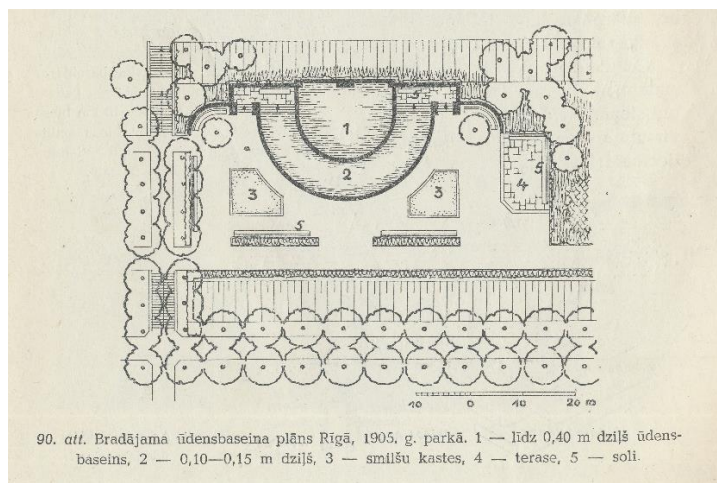 5
1
2
3
3
4
5
5
10 0 10 20 m
90. att. Bradājama ūdensbaseina plāns Rīgā, 1905. g. parkā. 1 — līdz 0,40 m dziļš ūdens-
baseins, 2 — 0,10—0,15 m dziļš, 3 — smilšu kastes, 4 — terase, 5 — soli.